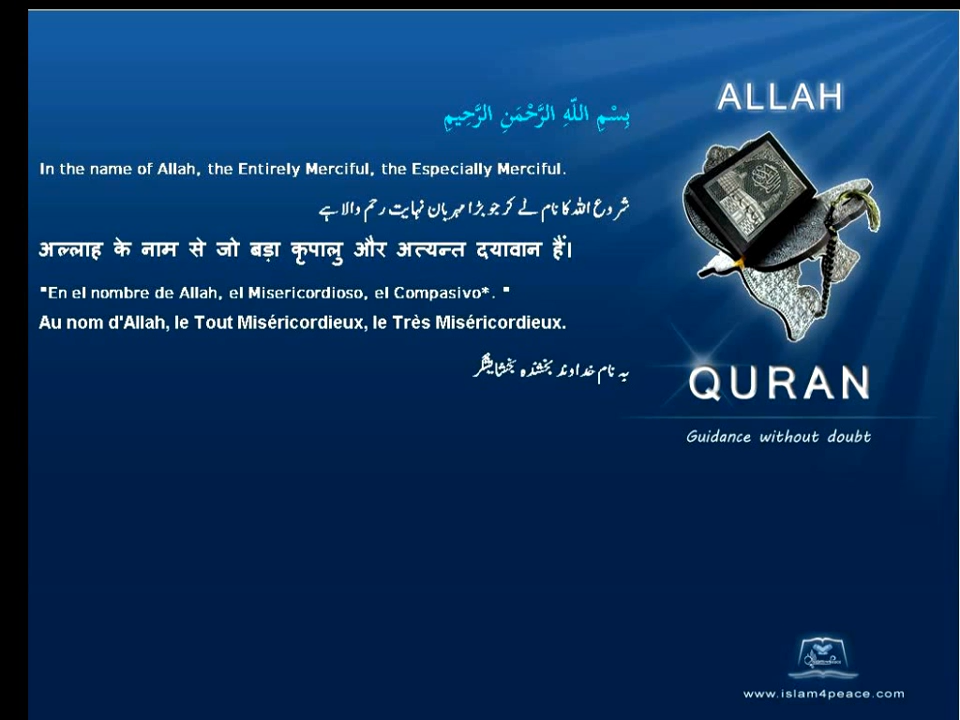 بِسْمِ اللّهِ الرَّحْمَنِ الرَّحِيمِ
In the name of Allah, the Entirely Merciful, the Especially Merciful.
شروع اللہ کا نام لے کر جو بڑا مہربان نہایت رحم والا ہے
अल्लाह के नाम से जो बड़ा कृपालु और अत्यन्त दयावान हैं।
"En el nombre de Allah, el Misericordioso, el Compasivo*. "
Au nom d'Allah, le Tout Miséricordieux, le Très Miséricordieux.
به نام خداوند بخشنده بخشایشگر
ALLAH
QURAN
Guidance without doubt
www.islam4peace.com